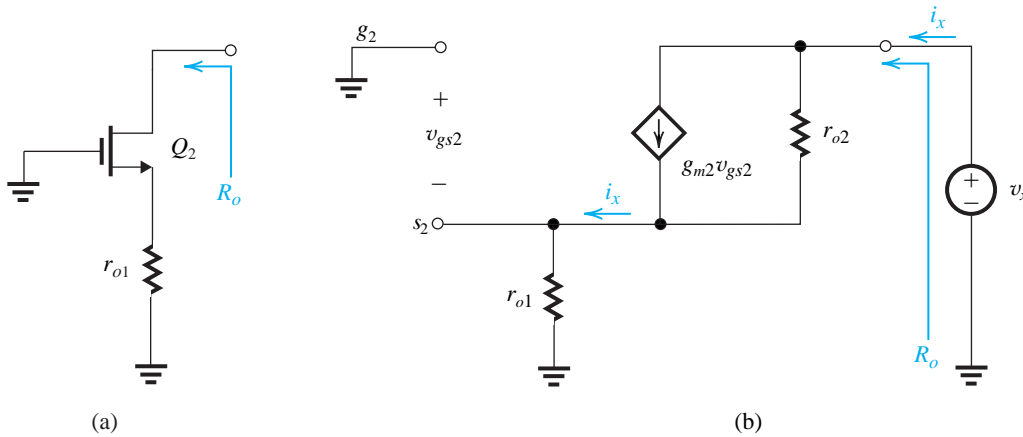 Q2
Ro
ro1
(a)
g2
+
vgs2
−
s2
ix
ro1
gm2vgs2
ro2
ix
+
−
Ro
(b)